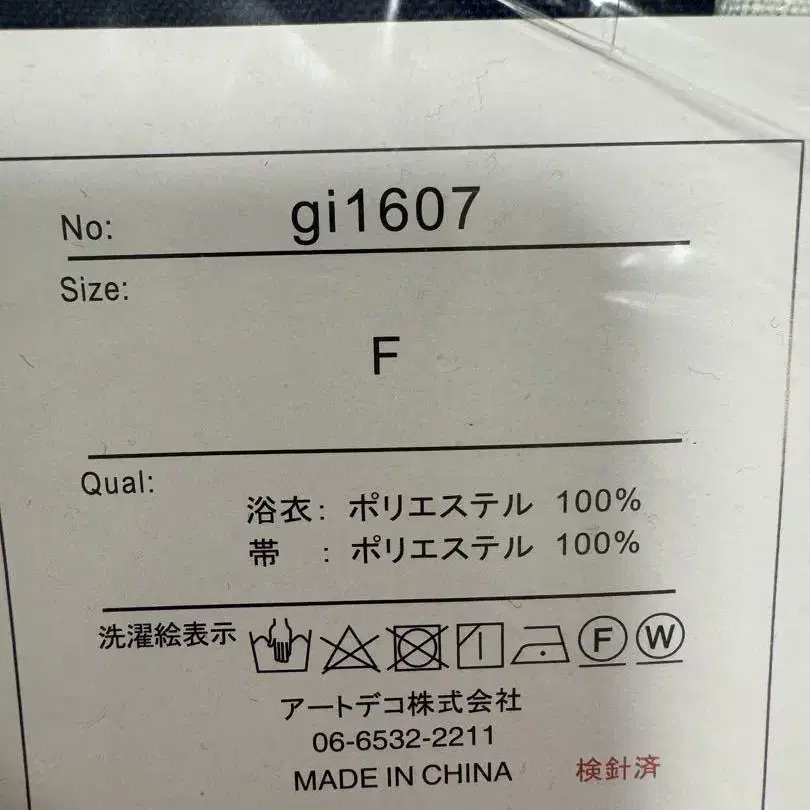 No: gi1607
Size:
F
Qual:
浴衣: ポリエステル 100%
帯 : ポリエステル 100%
洗濯絵表示 F W
アートデコ株式会社
06-6532-2211
MADE IN CHINA 検針済